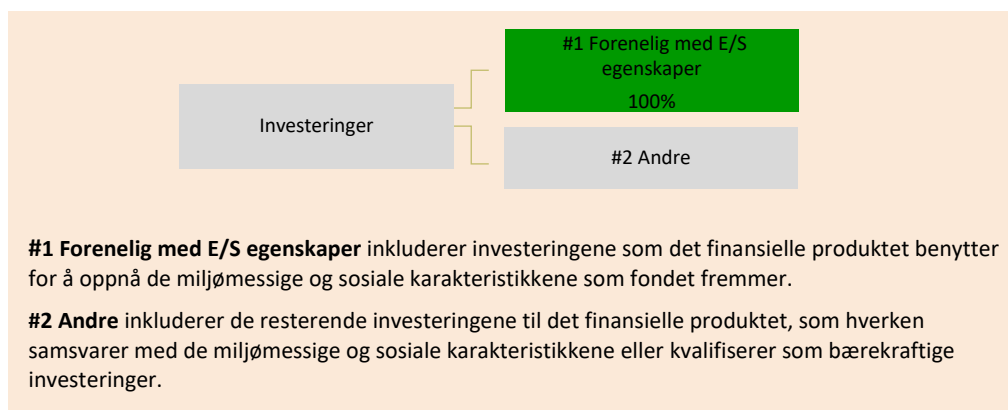 #1 Forenelig med E/S
egenskaper
100%
Investeringer
#2 Andre
#1 Forenelig med E/S egenskaper inkluderer investeringene som det finansielle produktet benytter
for å oppnå de miljømessige og sosiale karakteristikkene som fondet fremmer.
#2 Andre inkluderer de resterende investeringene til det finansielle produktet, som hverken
samsvarer med de miljømessige og sosiale karakteristikkene eller kvalifiserer som bærekraftige
investeringer.